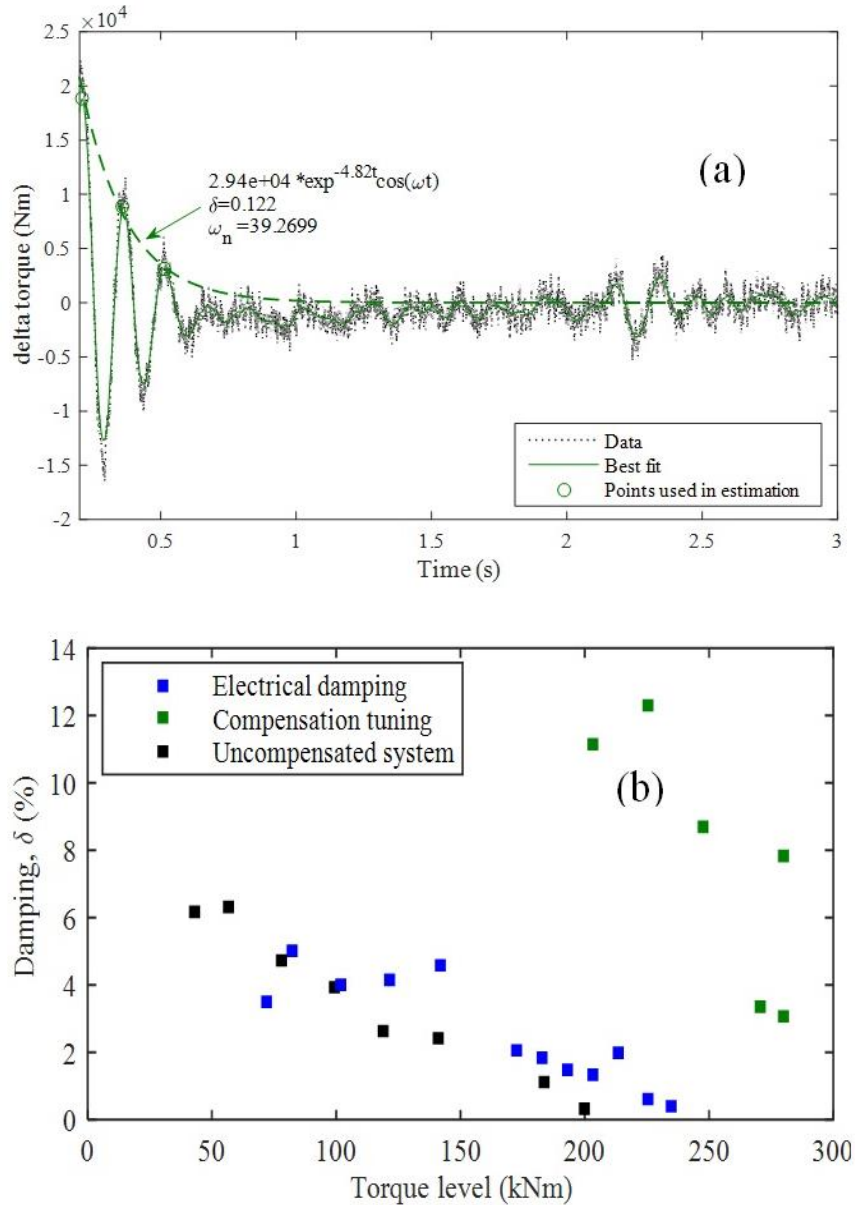 ×10⁴
2.5
2
1.5
1
0.5
0
-0.5
-1
-1.5
-2
delta torque (Nm)
(a)
2.94e+04 *exp^-4.82t cos(ωt)
δ=0.122
ω_n =39.2699
Data
Best fit
Points used in estimation
0.5 1 1.5 2 2.5 3
Time (s)
14
12
10
8
6
4
2
0
Damping, δ (%)
Electrical damping
Compensation tuning
Uncompensated system
(b)
0 50 100 150 200 250 300
Torque level (kNm)